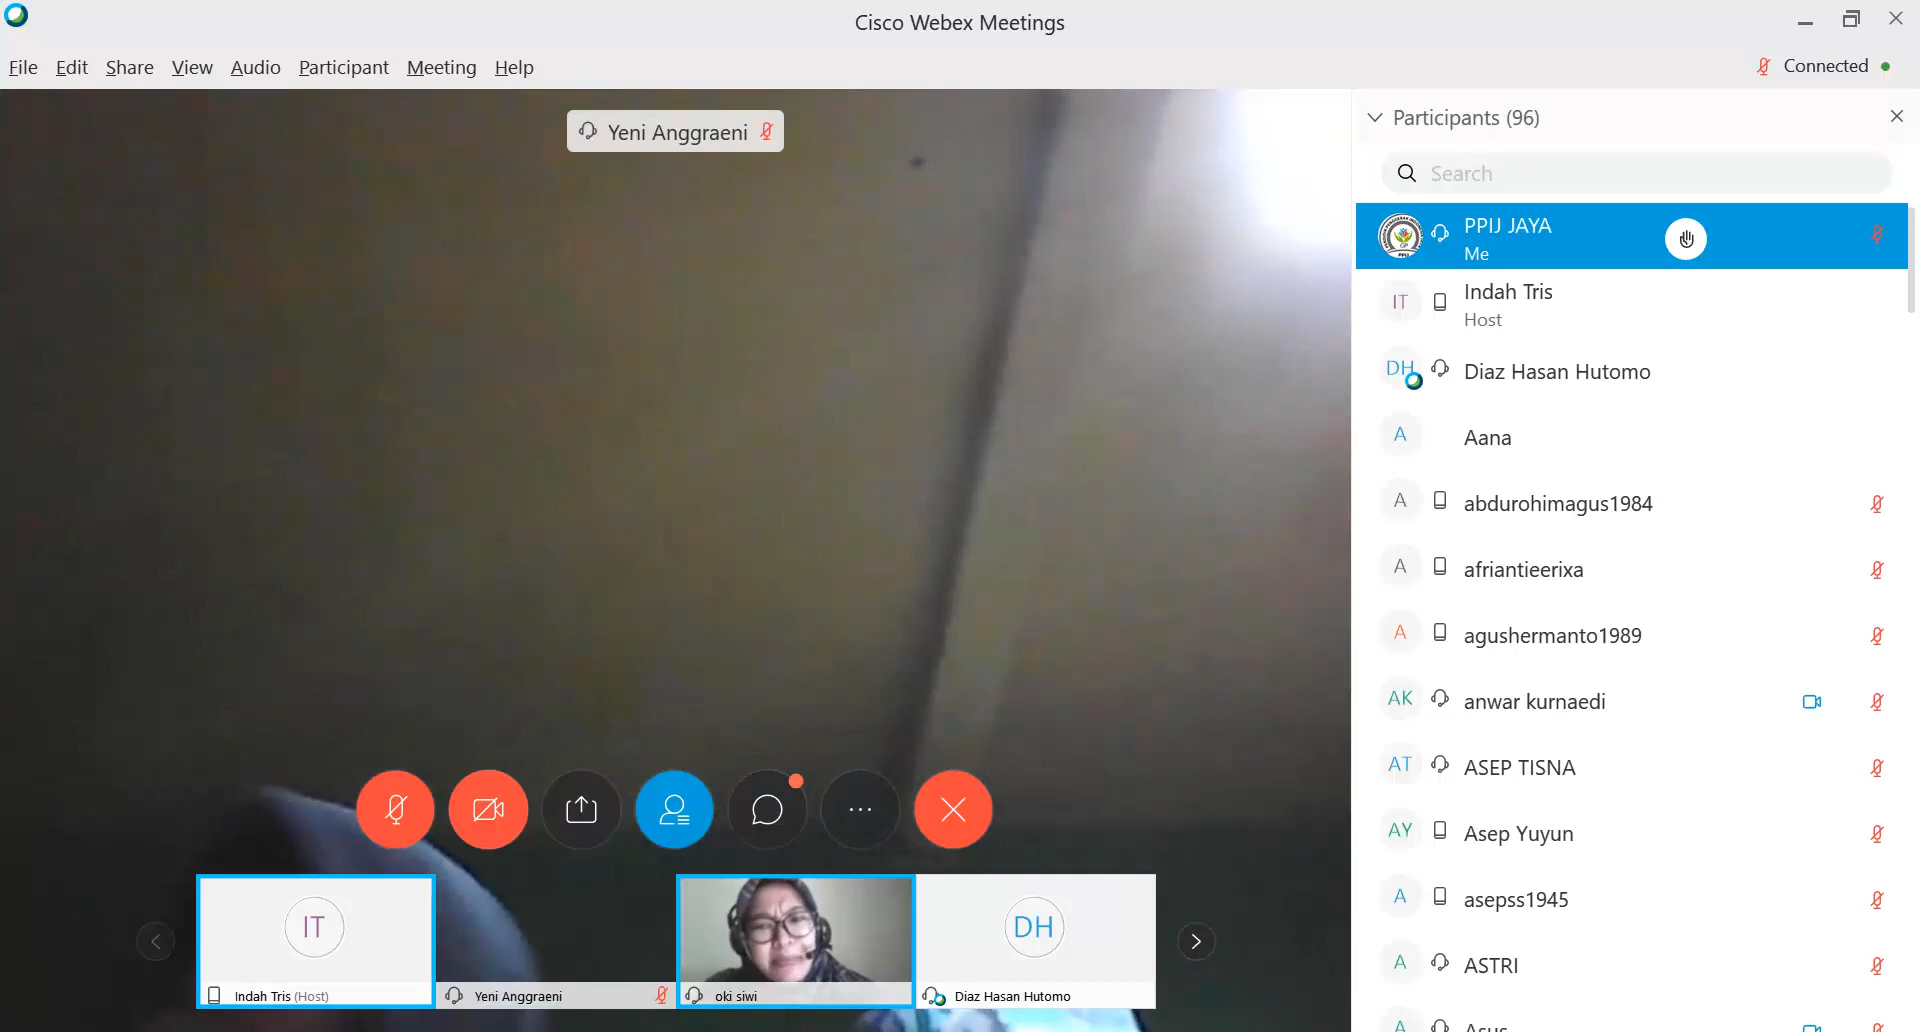 Cisco Webex Meetings
File Edit Share View Audio Participant Meeting Help
Connected
Yeni Anggraeni
Participants (96)
Search
PPIJ JAYA
Me
IT
Indah Tris
Host
DH
Diaz Hasan Hutomo
A
Aana
A
abdurohimagus1984
A
afriantieerixa
A
agushermanto1989
AK
anwar kurnaedi
AT
ASEP TISNA
AY
Asep Yuyun
A
asepss1945
A
ASTRI
A
Asus
IT
Indah Tris (Host)
Yeni Anggraeni
oki siwi
DH
Diaz Hasan Hutomo